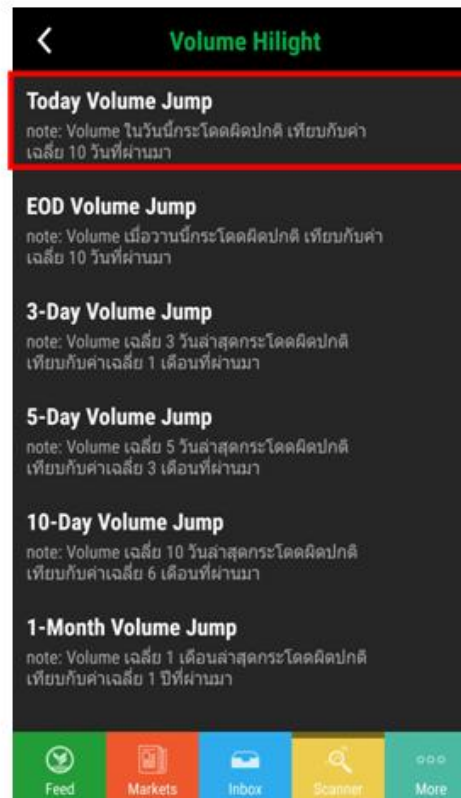 Volume Hilight
Today Volume Jump
note: Volume ในวันนี้กระโดดผิดปกติ เทียบกับค่า
เฉลี่ย 10 วันที่ผ่านมา
EOD Volume Jump
note: Volume เมื่อวานนี้กระโดดผิดปกติ เทียบกับค่า
เฉลี่ย 10 วันที่ผ่านมา
3-Day Volume Jump
note: Volume เฉลี่ย 3 วันล่าสุดกระโดดผิดปกติ
เทียบกับค่าเฉลี่ย 1 เดือนที่ผ่านมา
5-Day Volume Jump
note: Volume เฉลี่ย 5 วันล่าสุดกระโดดผิดปกติ
เทียบกับค่าเฉลี่ย 3 เดือนที่ผ่านมา
10-Day Volume Jump
note: Volume เฉลี่ย 10 วันล่าสุดกระโดดผิดปกติ
เทียบกับค่าเฉลี่ย 6 เดือนที่ผ่านมา
1-Month Volume Jump
note: Volume เฉลี่ย 1 เดือนล่าสุดกระโดดผิดปกติ
เทียบกับค่าเฉลี่ย 1 ปีที่ผ่านมา
Feed Markets Inbox Scanner More